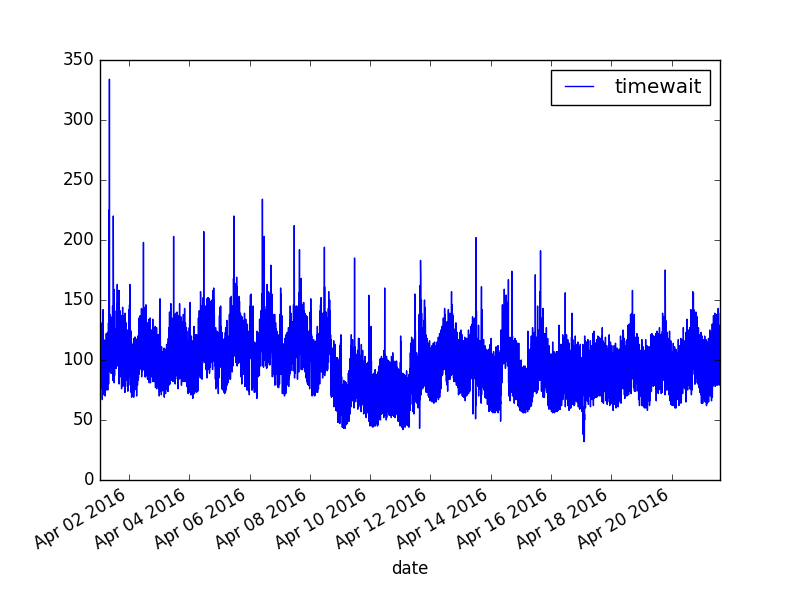 350
300
250
200
150
100
50
0
timewait
Apr 02 2016
Apr 04 2016
Apr 06 2016
Apr 08 2016
Apr 10 2016
Apr 12 2016
Apr 14 2016
Apr 16 2016
Apr 18 2016
Apr 20 2016
date